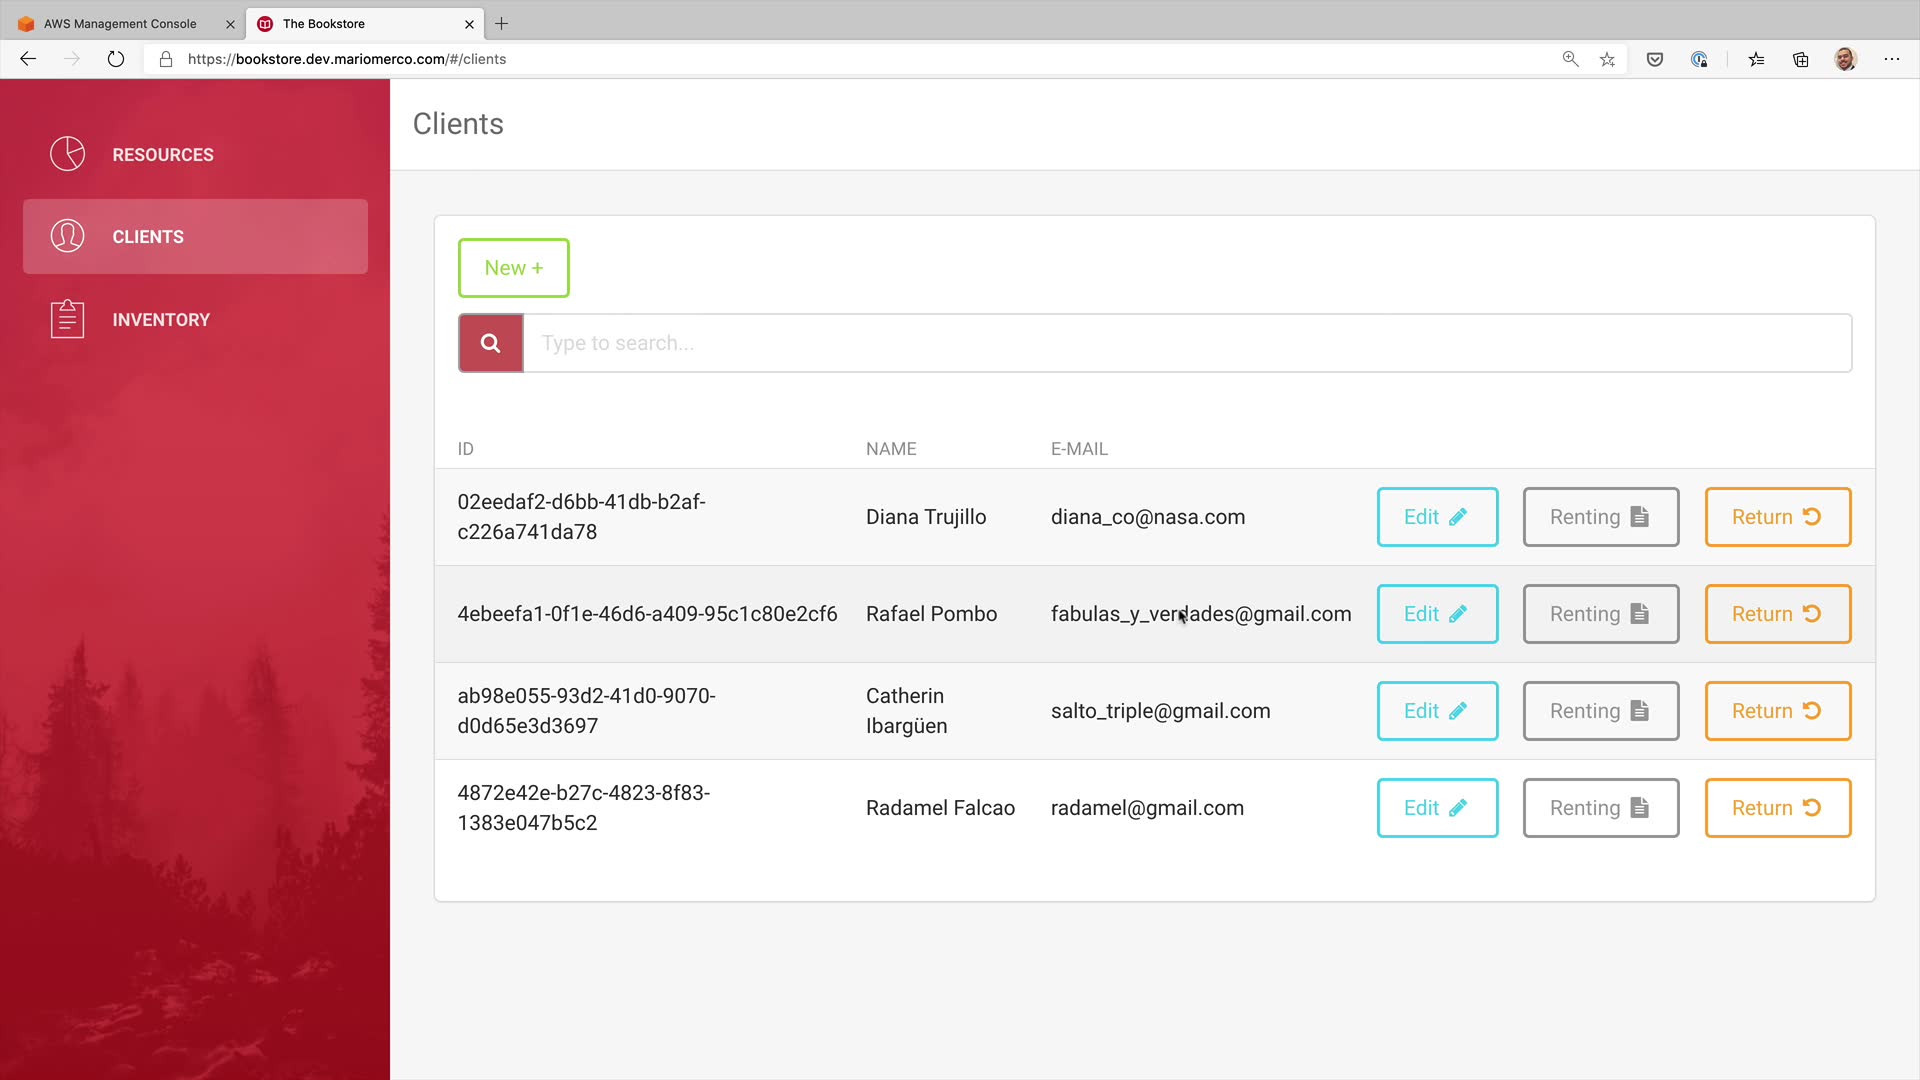 AWS Management Console
The Bookstore
https://bookstore.dev.mariomerco.com/#/clients
RESOURCES
CLIENTS
INVENTORY
Clients
New +
Type to search...
ID NAME E-MAIL
02eedaf2-d6bb-41db-b2af-
c226a741da78
Diana Trujillo
diana_co@nasa.com
Edit
Renting
Return
4ebeefa1-0f1e-46d6-a409-95c1c80e2cf6
Rafael Pombo
fabulas_y_verdades@gmail.com
Edit
Renting
Return
ab98e055-93d2-41d0-9070-
d0d65e3d3697
Catherin
Ibargüen
salto_triple@gmail.com
Edit
Renting
Return
4872e42e-b27c-4823-8f83-
1383e047b5c2
Radamel Falcao
radamel@gmail.com
Edit
Renting
Return